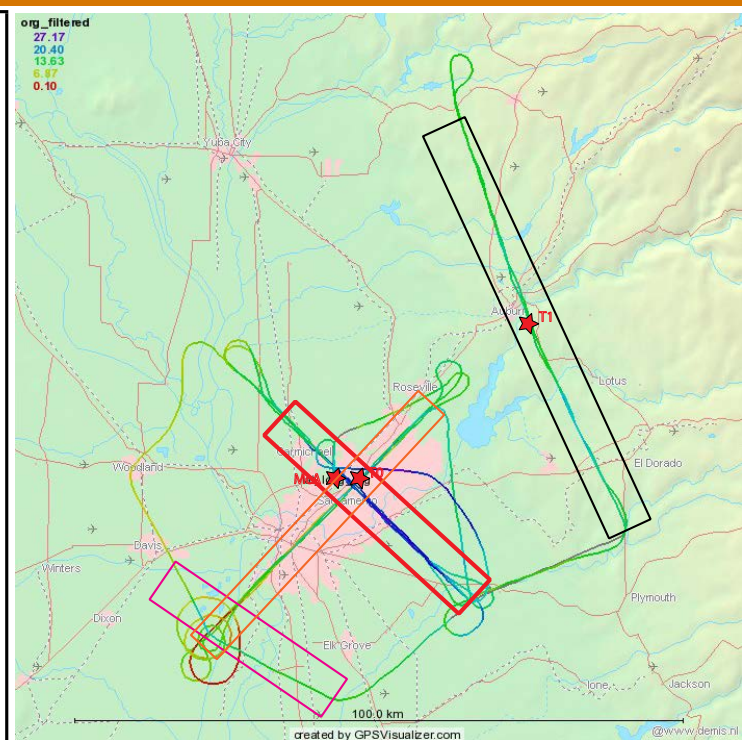 org_filtered
27.17
20.40
13.63
6.87
0.10
Yuba City
Auburn
T1
Lotus
Roseville
Carmichael
El Dorado
Woodland
Sacramento
Davis
Winters
Plymouth
Dixon
Elk Grove
Ione
Jackson
100.0 km
@www.demis.nl
created by GPSVisualizer.com